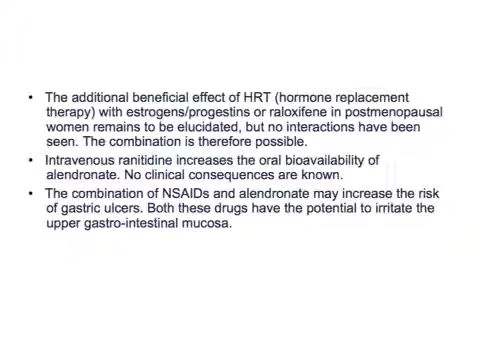 • The additional beneficial effect of HRT (hormone replacement
therapy) with estrogens/progestins or raloxifene in postmenopausal
women remains to be elucidated, but no interactions have been
seen. The combination is therefore possible.
• Intravenous ranitidine increases the oral bioavailability of
alendronate. No clinical consequences are known.
• The combination of NSAIDs and alendronate may increase the risk
of gastric ulcers. Both these drugs have the potential to irritate the
upper gastro-intestinal mucosa.